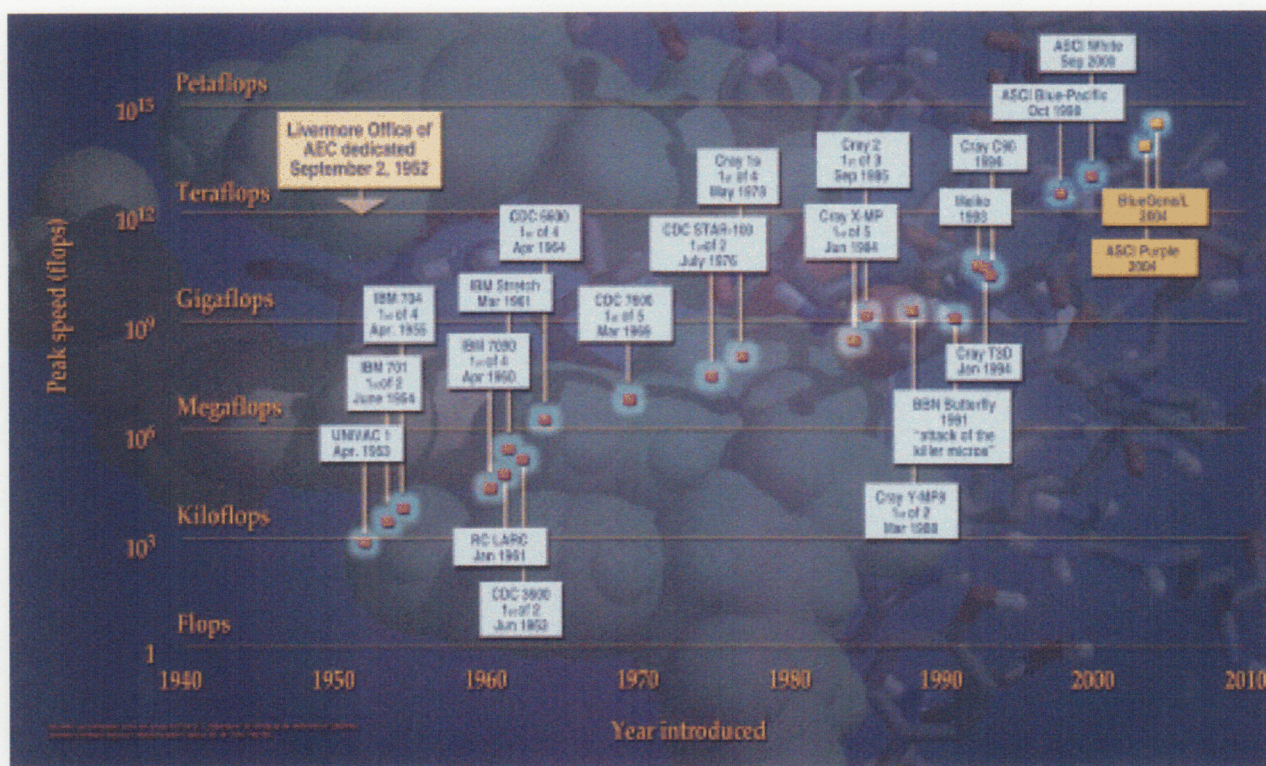 ASCI White
Sep 2000
Petaflops
10^15
ASCI Blue-Pacific
Oct 1998
Livermore Office of
AEC dedicated
September 2, 1952
Cray 1s
1st of 4
May 1978
Cray 2
1st of 3
Sep 1985
Cray C90
1994
Teraflops
10^12
CDC 6600
1st of 4
Apr 1964
CDC STAR-100
1st of 2
July 1976
Cray X-MP
1st of 5
Jun 1984
Meiko
1993
BlueGene/L
2004
ASCI Purple
2004
Peak speed (flops)
Gigaflops
10^9
IBM 704
1st of 4
Apr. 1955
IBM Stretch
Mar 1961
CDC 7600
1st of 5
Mar 1969
IBM 701
1st of 2
June 1954
IBM 7090
1st of 4
Apr 1960
Cray T3D
Jan 1994
Megaflops
10^6
UNIVAC 1
Apr. 1953
BBN Butterfly
1991
"attack of the
killer micros"
Kiloflops
10^3
Cray Y-MP8
1st of 2
Mar 1988
RC LARC
Jan 1961
CDC 3600
1st of 2
Jun 1963
Flops
1
1940
1950
1960
1970
1980
1990
2000
2010
Year introduced